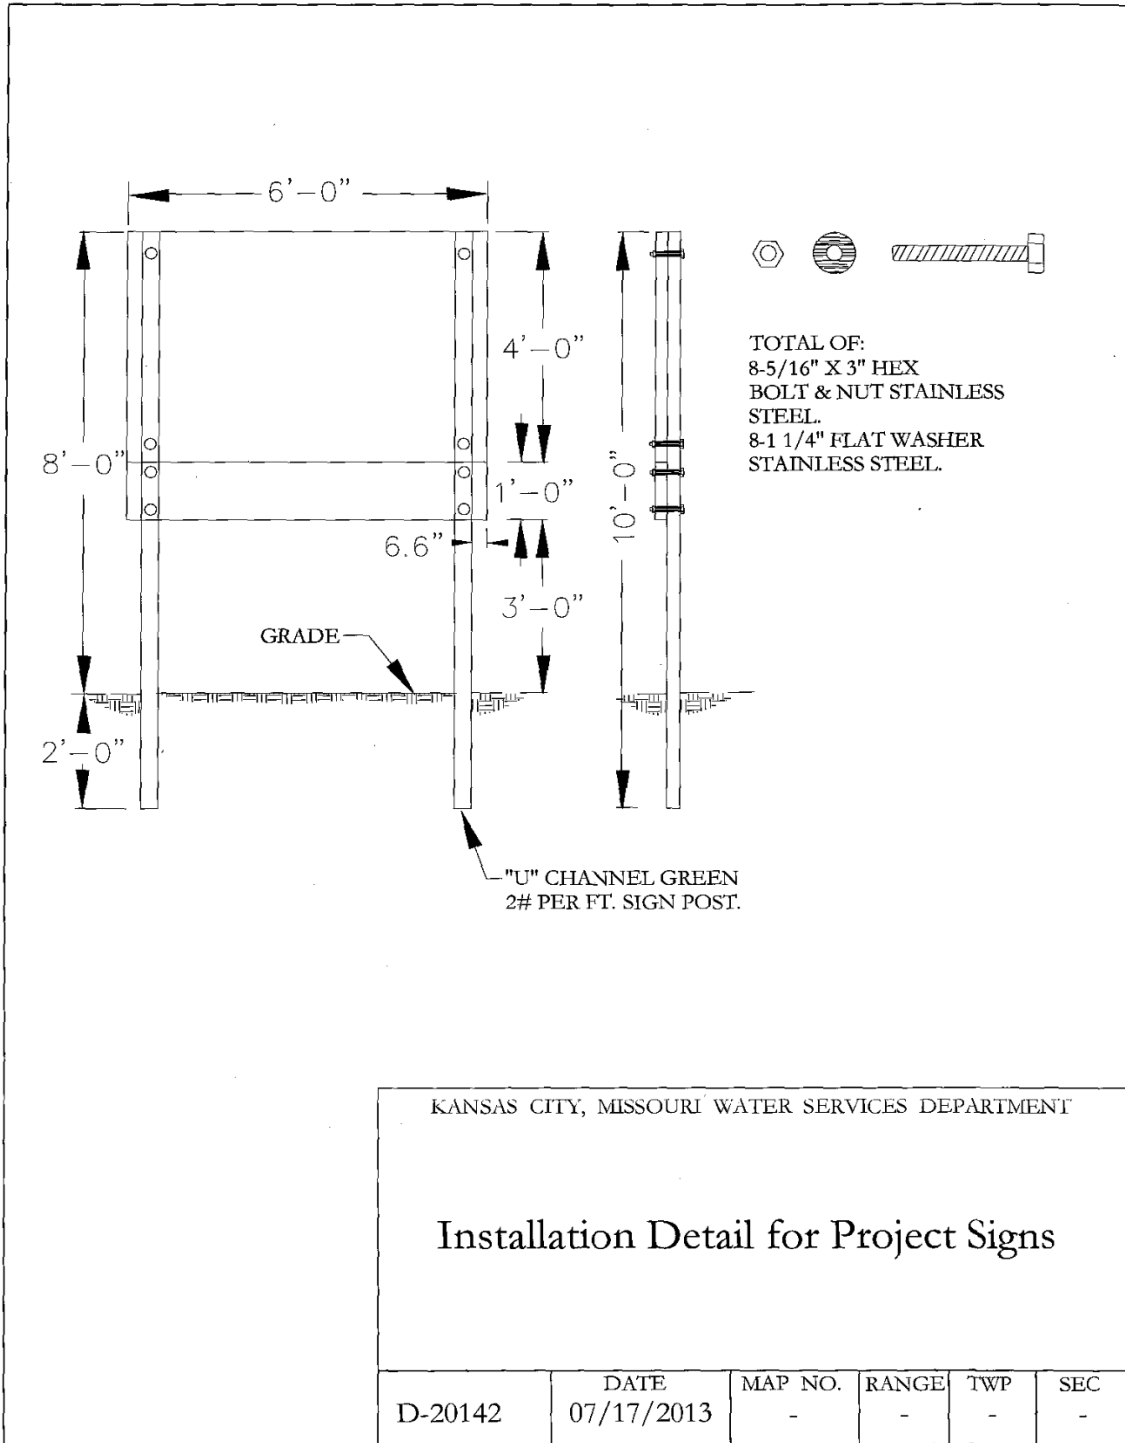 6'-0"
4'-0"
8'-0"
1'-0"
10'-0"
6.6"
3'-0"
GRADE
2'-0"
"U" CHANNEL GREEN
2# PER FT. SIGN POST.
TOTAL OF:
8-5/16" X 3" HEX
BOLT & NUT STAINLESS
STEEL.
8-1 1/4" FLAT WASHER
STAINLESS STEEL.
KANSAS CITY, MISSOURI WATER SERVICES DEPARTMENT
Installation Detail for Project Signs
D-20142
DATE
07/17/2013
MAP NO.
-
RANGE
-
TWP
-
SEC
-